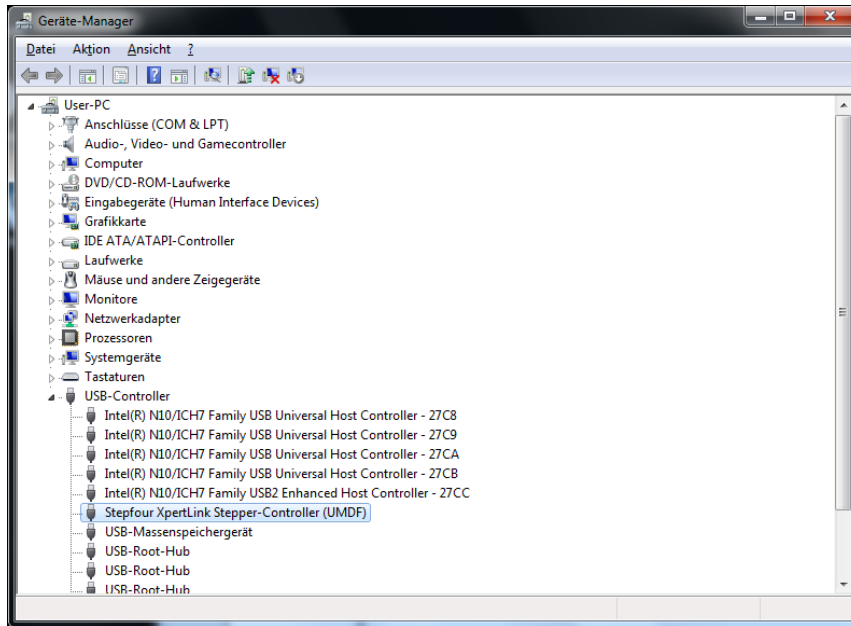 Geräte-Manager
Datei Aktion Ansicht ?
User-PC
Anschlüsse (COM & LPT)
Audio-, Video- und Gamecontroller
Computer
DVD/CD-ROM-Laufwerke
Eingabegeräte (Human Interface Devices)
Grafikkarte
IDE ATA/ATAPI-Controller
Laufwerke
Mäuse und andere Zeigegeräte
Monitore
Netzwerkadapter
Prozessoren
Systemgeräte
Tastaturen
USB-Controller
Intel(R) N10/ICH7 Family USB Universal Host Controller - 27C8
Intel(R) N10/ICH7 Family USB Universal Host Controller - 27C9
Intel(R) N10/ICH7 Family USB Universal Host Controller - 27CA
Intel(R) N10/ICH7 Family USB Universal Host Controller - 27CB
Intel(R) N10/ICH7 Family USB2 Enhanced Host Controller - 27CC
Stepfour XpertLink Stepper-Controller (UMDF)
USB-Massenspeichergerät
USB-Root-Hub
USB-Root-Hub
USB-Root-Hub